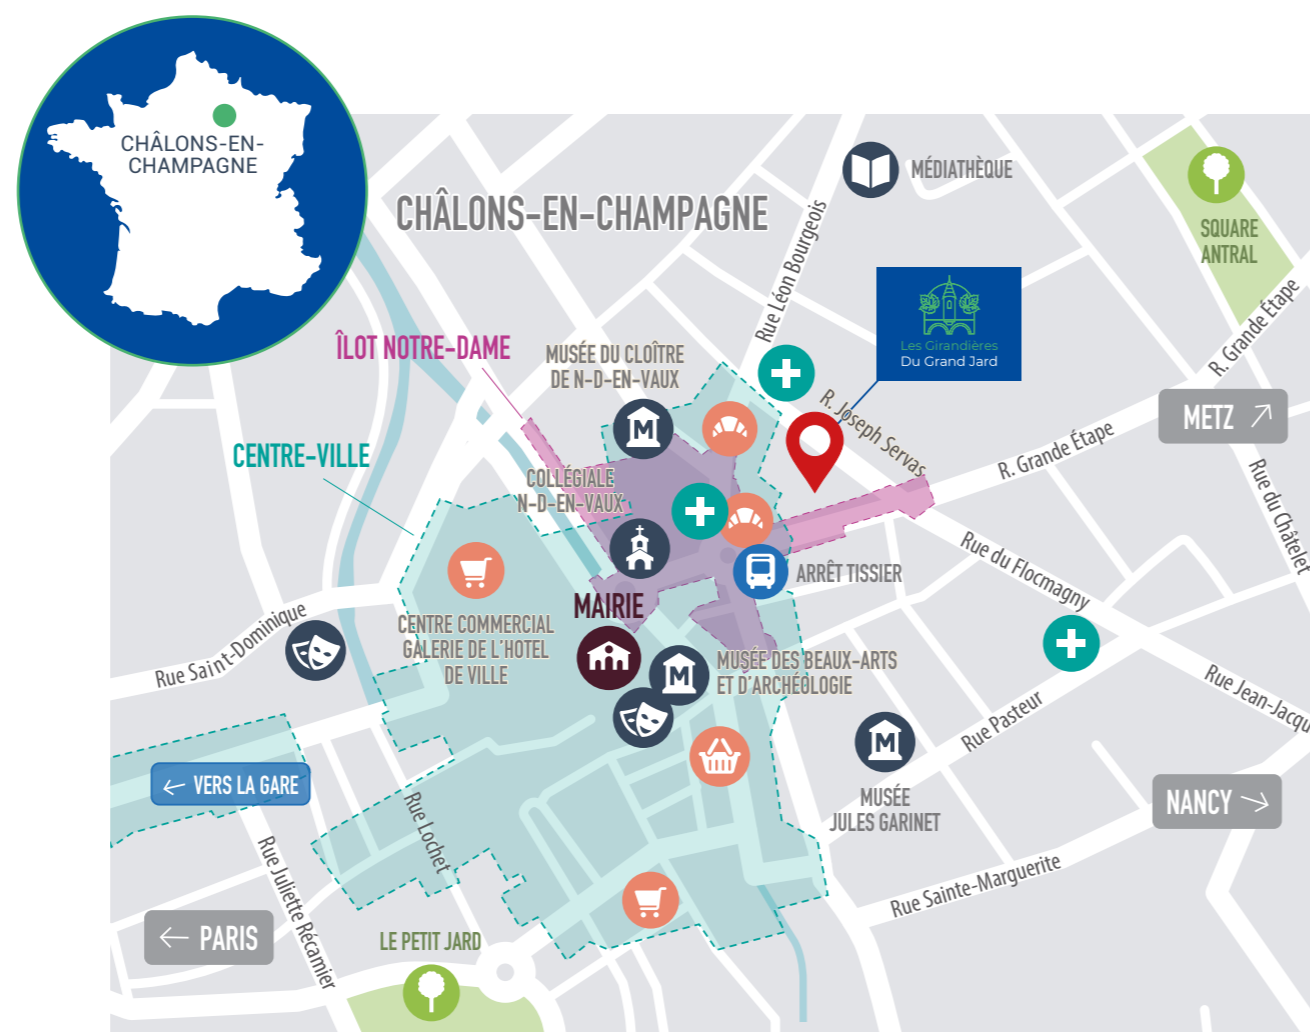 CHÂLONS-EN-
CHAMPAGNE
CHÂLONS-EN-CHAMPAGNE
MÉDIATHÈQUE
SQUARE
ANTRAL
Rue Léon Bourgeois
Les Girandières
Du Grand Jard
R. Grande Étape
ÎLOT NOTRE-DAME
MUSÉE DU CLOÎTRE
DE N-D-EN-VAUX
M
R. Joseph Servas
METZ
CENTRE-VILLE
R. Grande Étape
COLLÉGIALE
N-D-EN-VAUX
Rue du Châtelet
Rue du Flocmagny
ARRÊT TISSIER
MAIRIE
CENTRE COMMERCIAL
GALERIE DE L'HOTEL
DE VILLE
Rue Saint-Dominique
M
MUSÉE DES BEAUX-ARTS
ET D'ARCHÉOLOGIE
Rue Jean-Jacqu
Rue Pasteur
M
MUSÉE
JULES GARINET
← VERS LA GARE
NANCY →
Rue Lochet
Rue Juliette Récamier
Rue Sainte-Marguerite
← PARIS
LE PETIT JARD